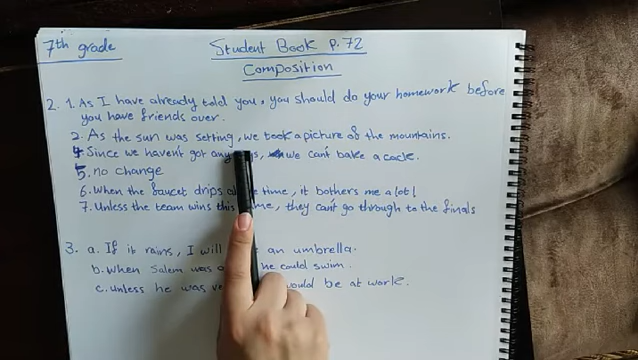 7th grade
Student Book p.72
Composition
2. 1. As I have already told you, you should do your homework before
you have friends over.
2. As the sun was setting, we took a picture of the mountains.
4 Since we haven't got any, we can't bake a cack.
5. no change
6. When the faucet drips time, it bothers me a lot!
7. Unless the team wins this, they can't go through to the finals
3. a. If it rains, I will an umbrella.
b. When Salem was he could swim.
c. Unless he was would be at work.